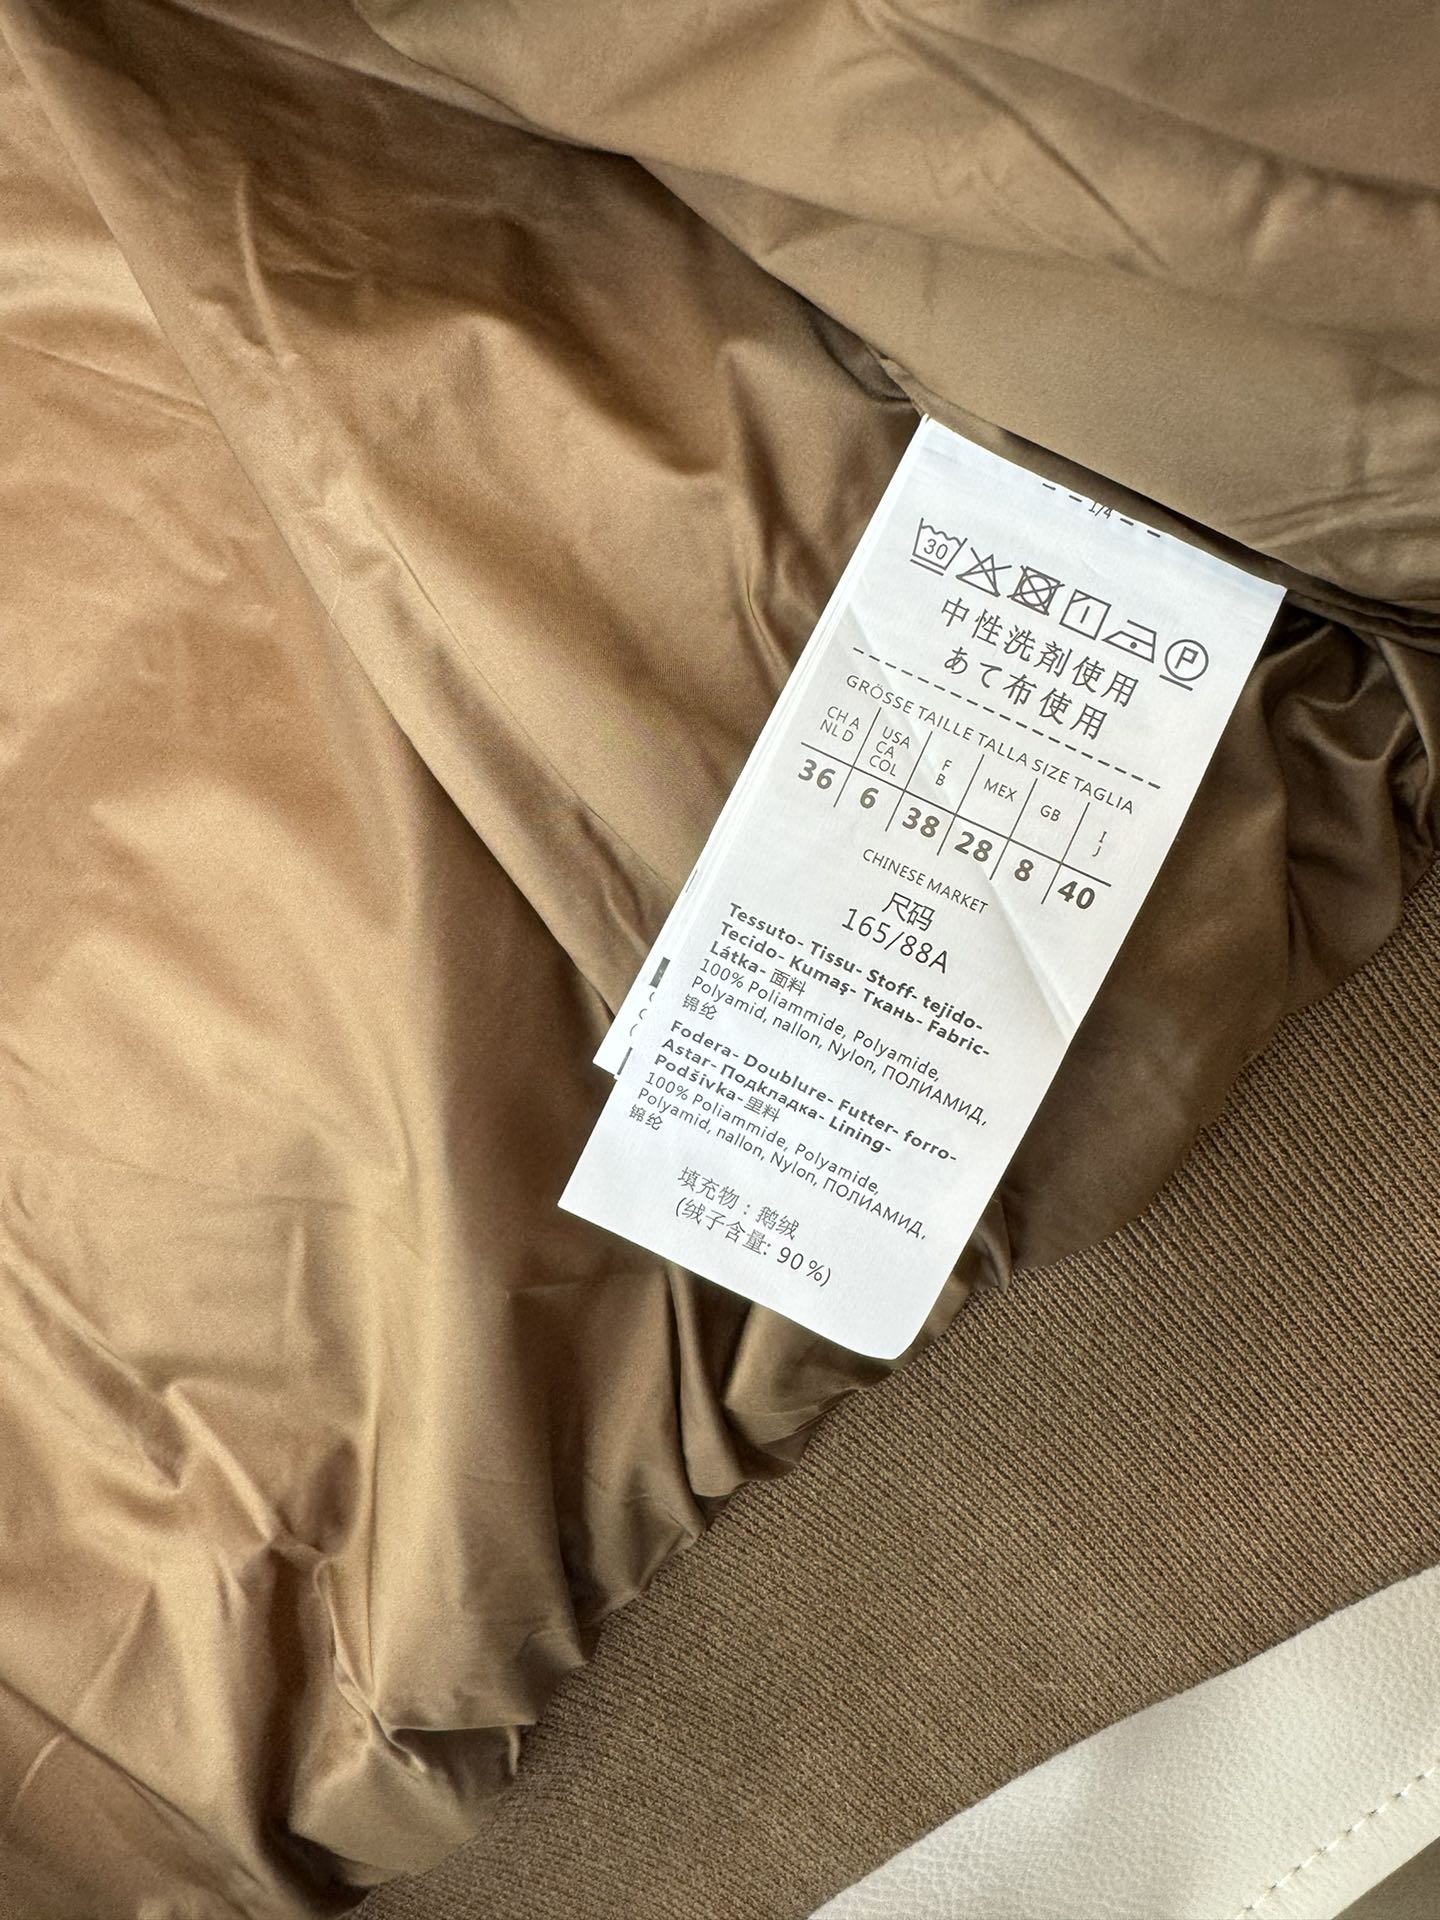 1/4
30
P
中性洗剤使用
あて布使用
GRÖSSE TAILLE TALLA SIZE TAGLIA
CH A NL D USA CA COL F B MEX GB I J
36 6 38 28 8 40
CHINESE MARKET
尺码
165/88A
Tessuto- Tissu- Stoff- tejido-
Tecido- Kumaş- Ткань- Fabric-
Látka- 面料
100% Poliammide, Polyamide,
Polyamid, nallon, Nylon, ПОЛИАМИД,
锦纶
Fodera- Doublure- Futter- forro-
Astar- Подкладка- Lining-
Podšívka- 里料
100% Poliammide, Polyamide,
Polyamid, nallon, Nylon, ПОЛИАМИД,
锦纶
填充物：鹅绒
(绒子含量: 90%)